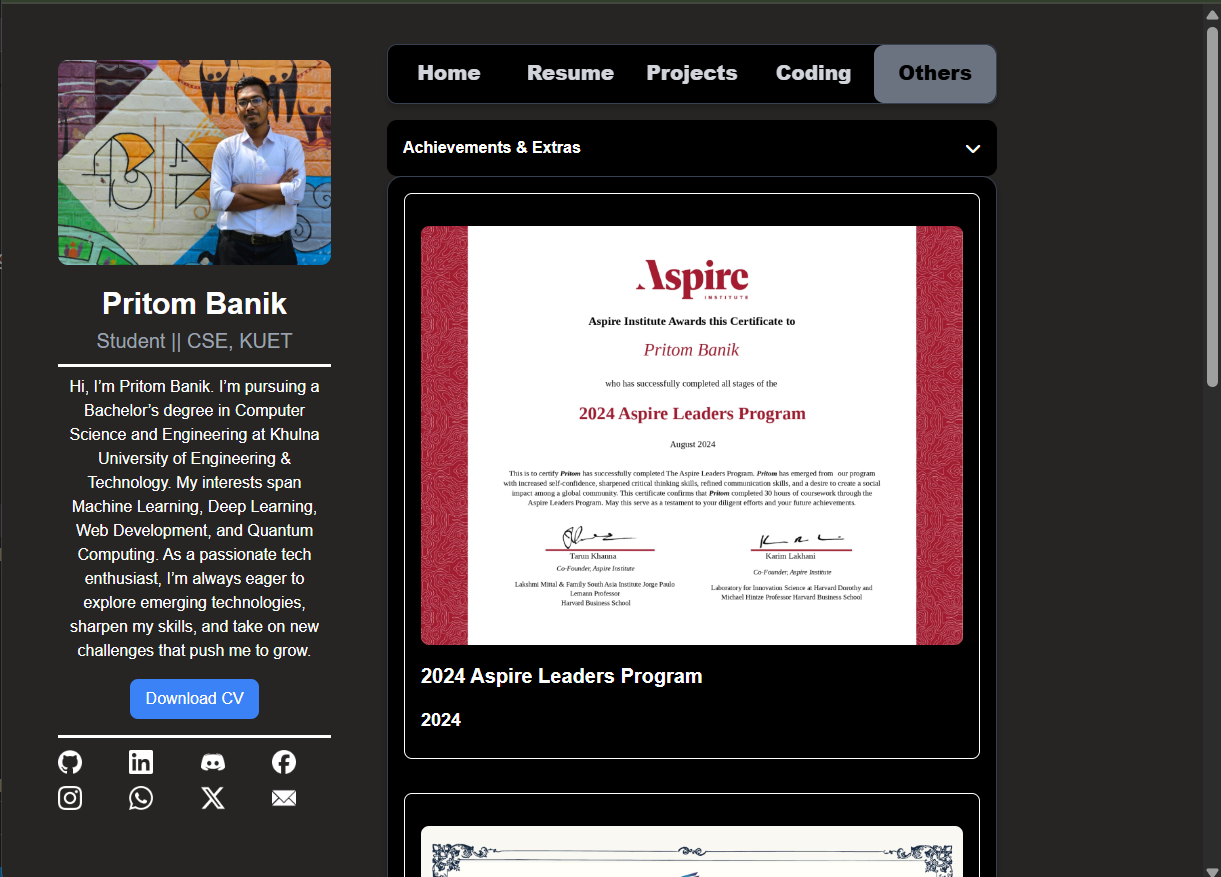 Home Resume Projects Coding Others
Achievements & Extras
Pritom Banik
Student || CSE, KUET
Hi, I’m Pritom Banik. I’m pursuing a
Bachelor’s degree in Computer
Science and Engineering at Khulna
University of Engineering &
Technology. My interests span
Machine Learning, Deep Learning,
Web Development, and Quantum
Computing. As a passionate tech
enthusiast, I’m always eager to
explore emerging technologies,
sharpen my skills, and take on new
challenges that push me to grow.
Download CV
Aspire
INSTITUTE
Aspire Institute Awards this Certificate to
Pritom Banik
who has successfully completed all stages of the
2024 Aspire Leaders Program
August 2024
This is to certify Pritom has successfully completed The Aspire Leaders Program. Pritom has emerged from our program
with increased self-confidence, sharpened critical thinking skills, refined communication skills, and a desire to create a social
impact among a global community. This certificate confirms that Pritom completed 30 hours of coursework through the
Aspire Leaders Program. May this serve as a testament to your diligent efforts and your future achievements.
Tarun Khanna
Co-Founder, Aspire Institute
Lakshmi Mittal & Family South Asia Institute Jorge Paulo
Lemann Professor
Harvard Business School
Karim Lakhani
Co-Founder, Aspire Institute
Laboratory for Innovation Science at Harvard Dorothy and
Michael Hintze Professor Harvard Business School
2024 Aspire Leaders Program
2024